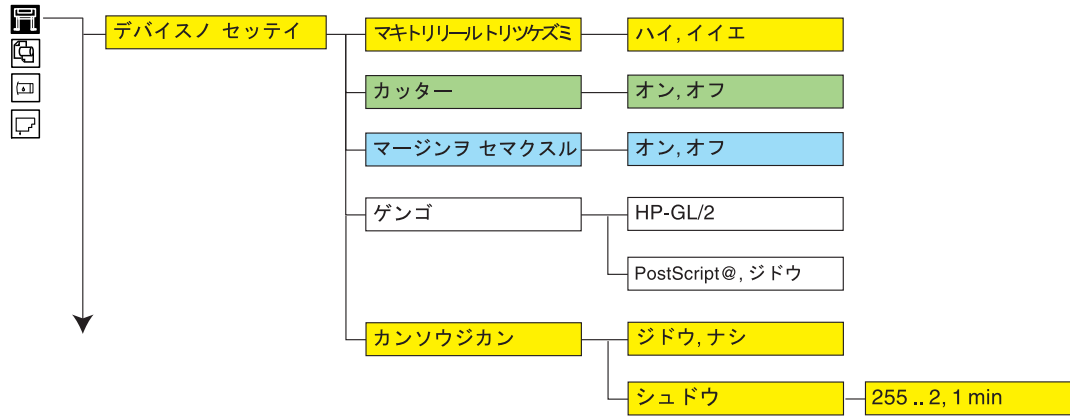 デバイスノ セッテイ
マキトリリールトリツケズミ
ハイ, イイエ
カッター
オン, オフ
マージンヲ セマクスル
オン, オフ
ゲンゴ
HP-GL/2
PostScript@, ジドウ
カンソウジカン
ジドウ, ナシ
シュドウ
255 .. 2, 1 min